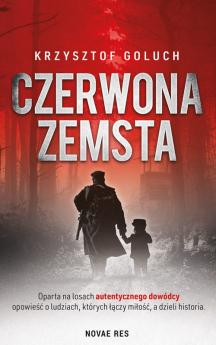 KRZYSZTOF GOLUCH
CZERWONA
ZEMSTA
Oparta na losach autentycznego dowódcy
opowieść o ludziach, których łączy miłość, a dzieli historia.
NOVAE RES